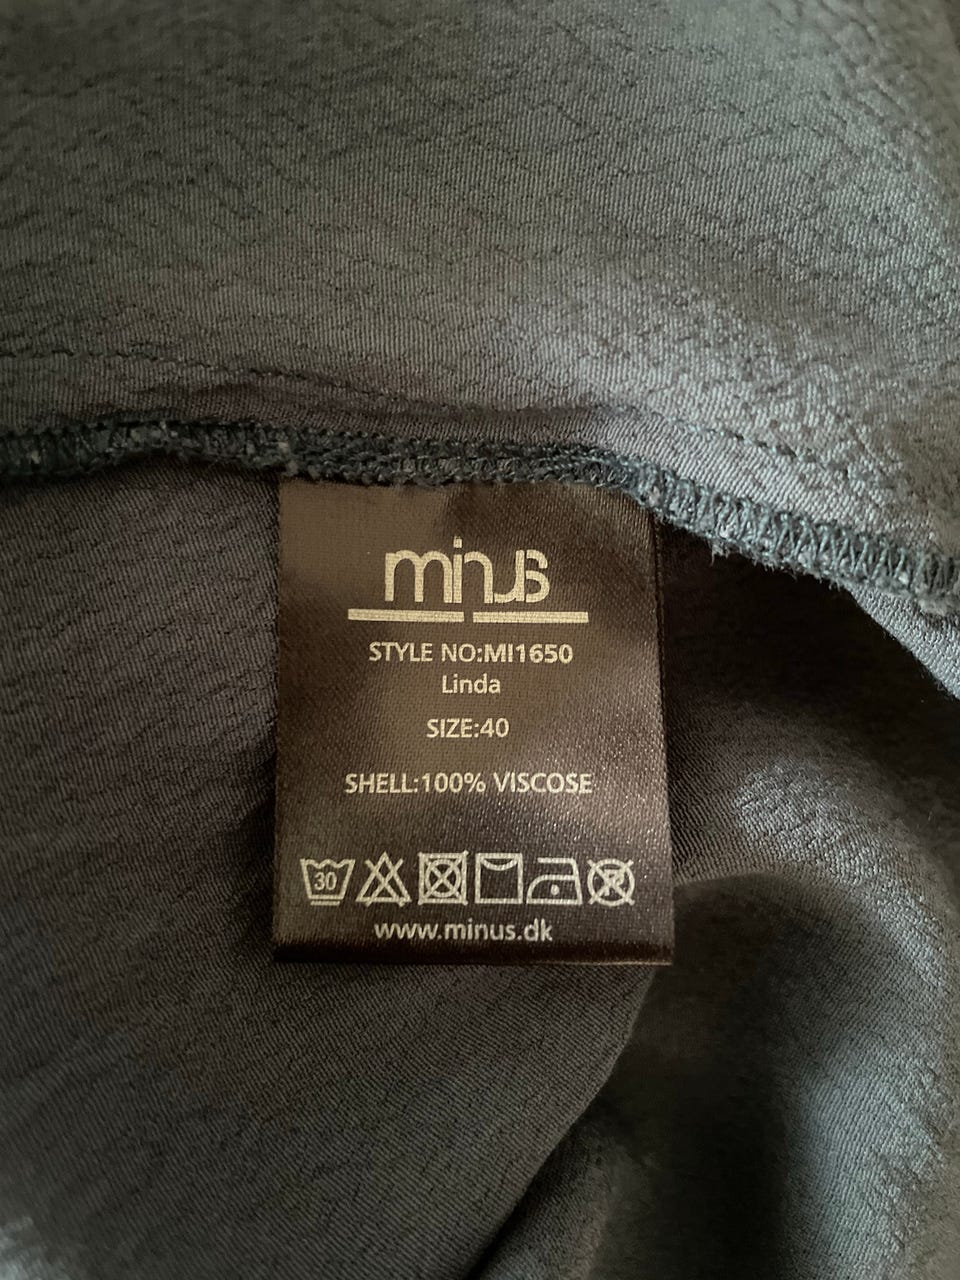 minus
STYLE NO:MI1650
Linda
SIZE:40
SHELL:100% VISCOSE
30
www.minus.dk